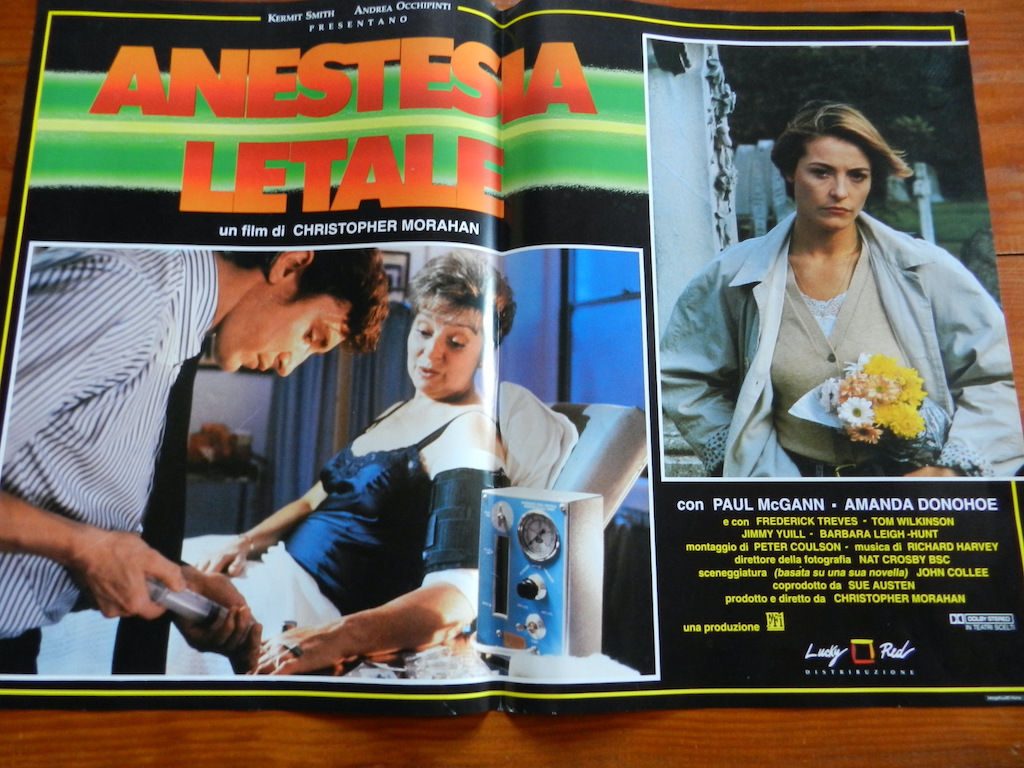 KERMIT SMITH ANDREA OCCHIPINTI
PRESENTANO
ANESTESIA
LETALE
un film di CHRISTOPHER MORAHAN
con PAUL McGANN · AMANDA DONOHOE
e con FREDERICK TREVES · TOM WILKINSON
JIMMY YUILL · BARBARA LEIGH-HUNT
montaggio di PETER COULSON · musica di RICHARD HARVEY
direttore della fotografia NAT CROSBY BSC
sceneggiatura (basata su una sua novella) JOHN COLLEE
coprodotto da SUE AUSTEN
prodotto e diretto da CHRISTOPHER MORAHAN
una produzione
DOLBY STEREO
IN TEATRI SCELTI
Lucky Red
DISTRIBUZIONE